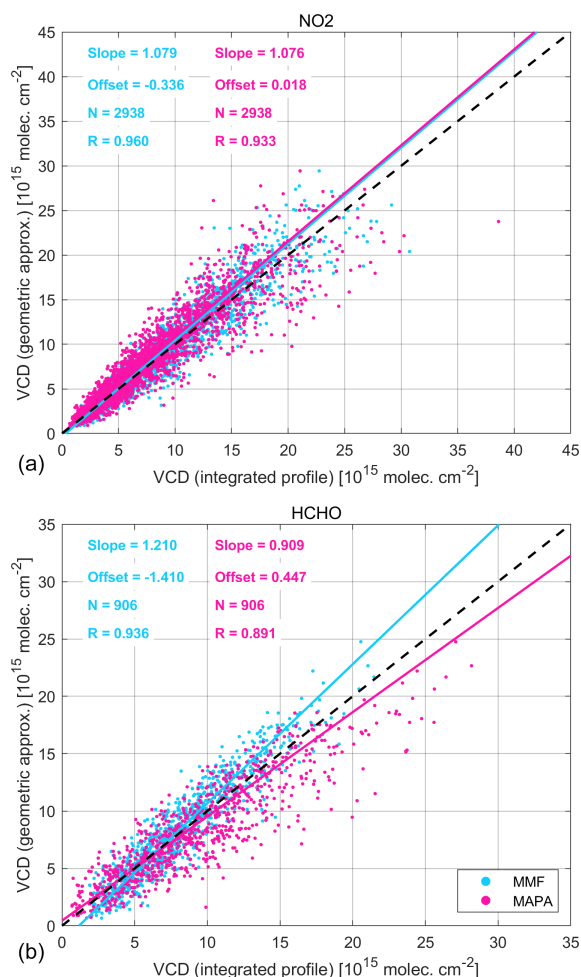 NO2
Slope = 1.079 Slope = 1.076
Offset = -0.336 Offset = 0.018
N = 2938 N = 2938
R = 0.960 R = 0.933
45
40
35
30
25
20
15
10
5
0
VCD (geometric approx.) [10^15 molec. cm^-2]
0 5 10 15 20 25 30 35 40 45
(a)
VCD (integrated profile) [10^15 molec. cm^-2]
HCHO
Slope = 1.210 Slope = 0.909
Offset = -1.410 Offset = 0.447
N = 906 N = 906
R = 0.936 R = 0.891
35
30
25
20
15
10
5
0
VCD (geometric approx.) [10^15 molec. cm^-2]
MMF
MAPA
0 5 10 15 20 25 30 35
(b)
VCD (integrated profile) [10^15 molec. cm^-2]